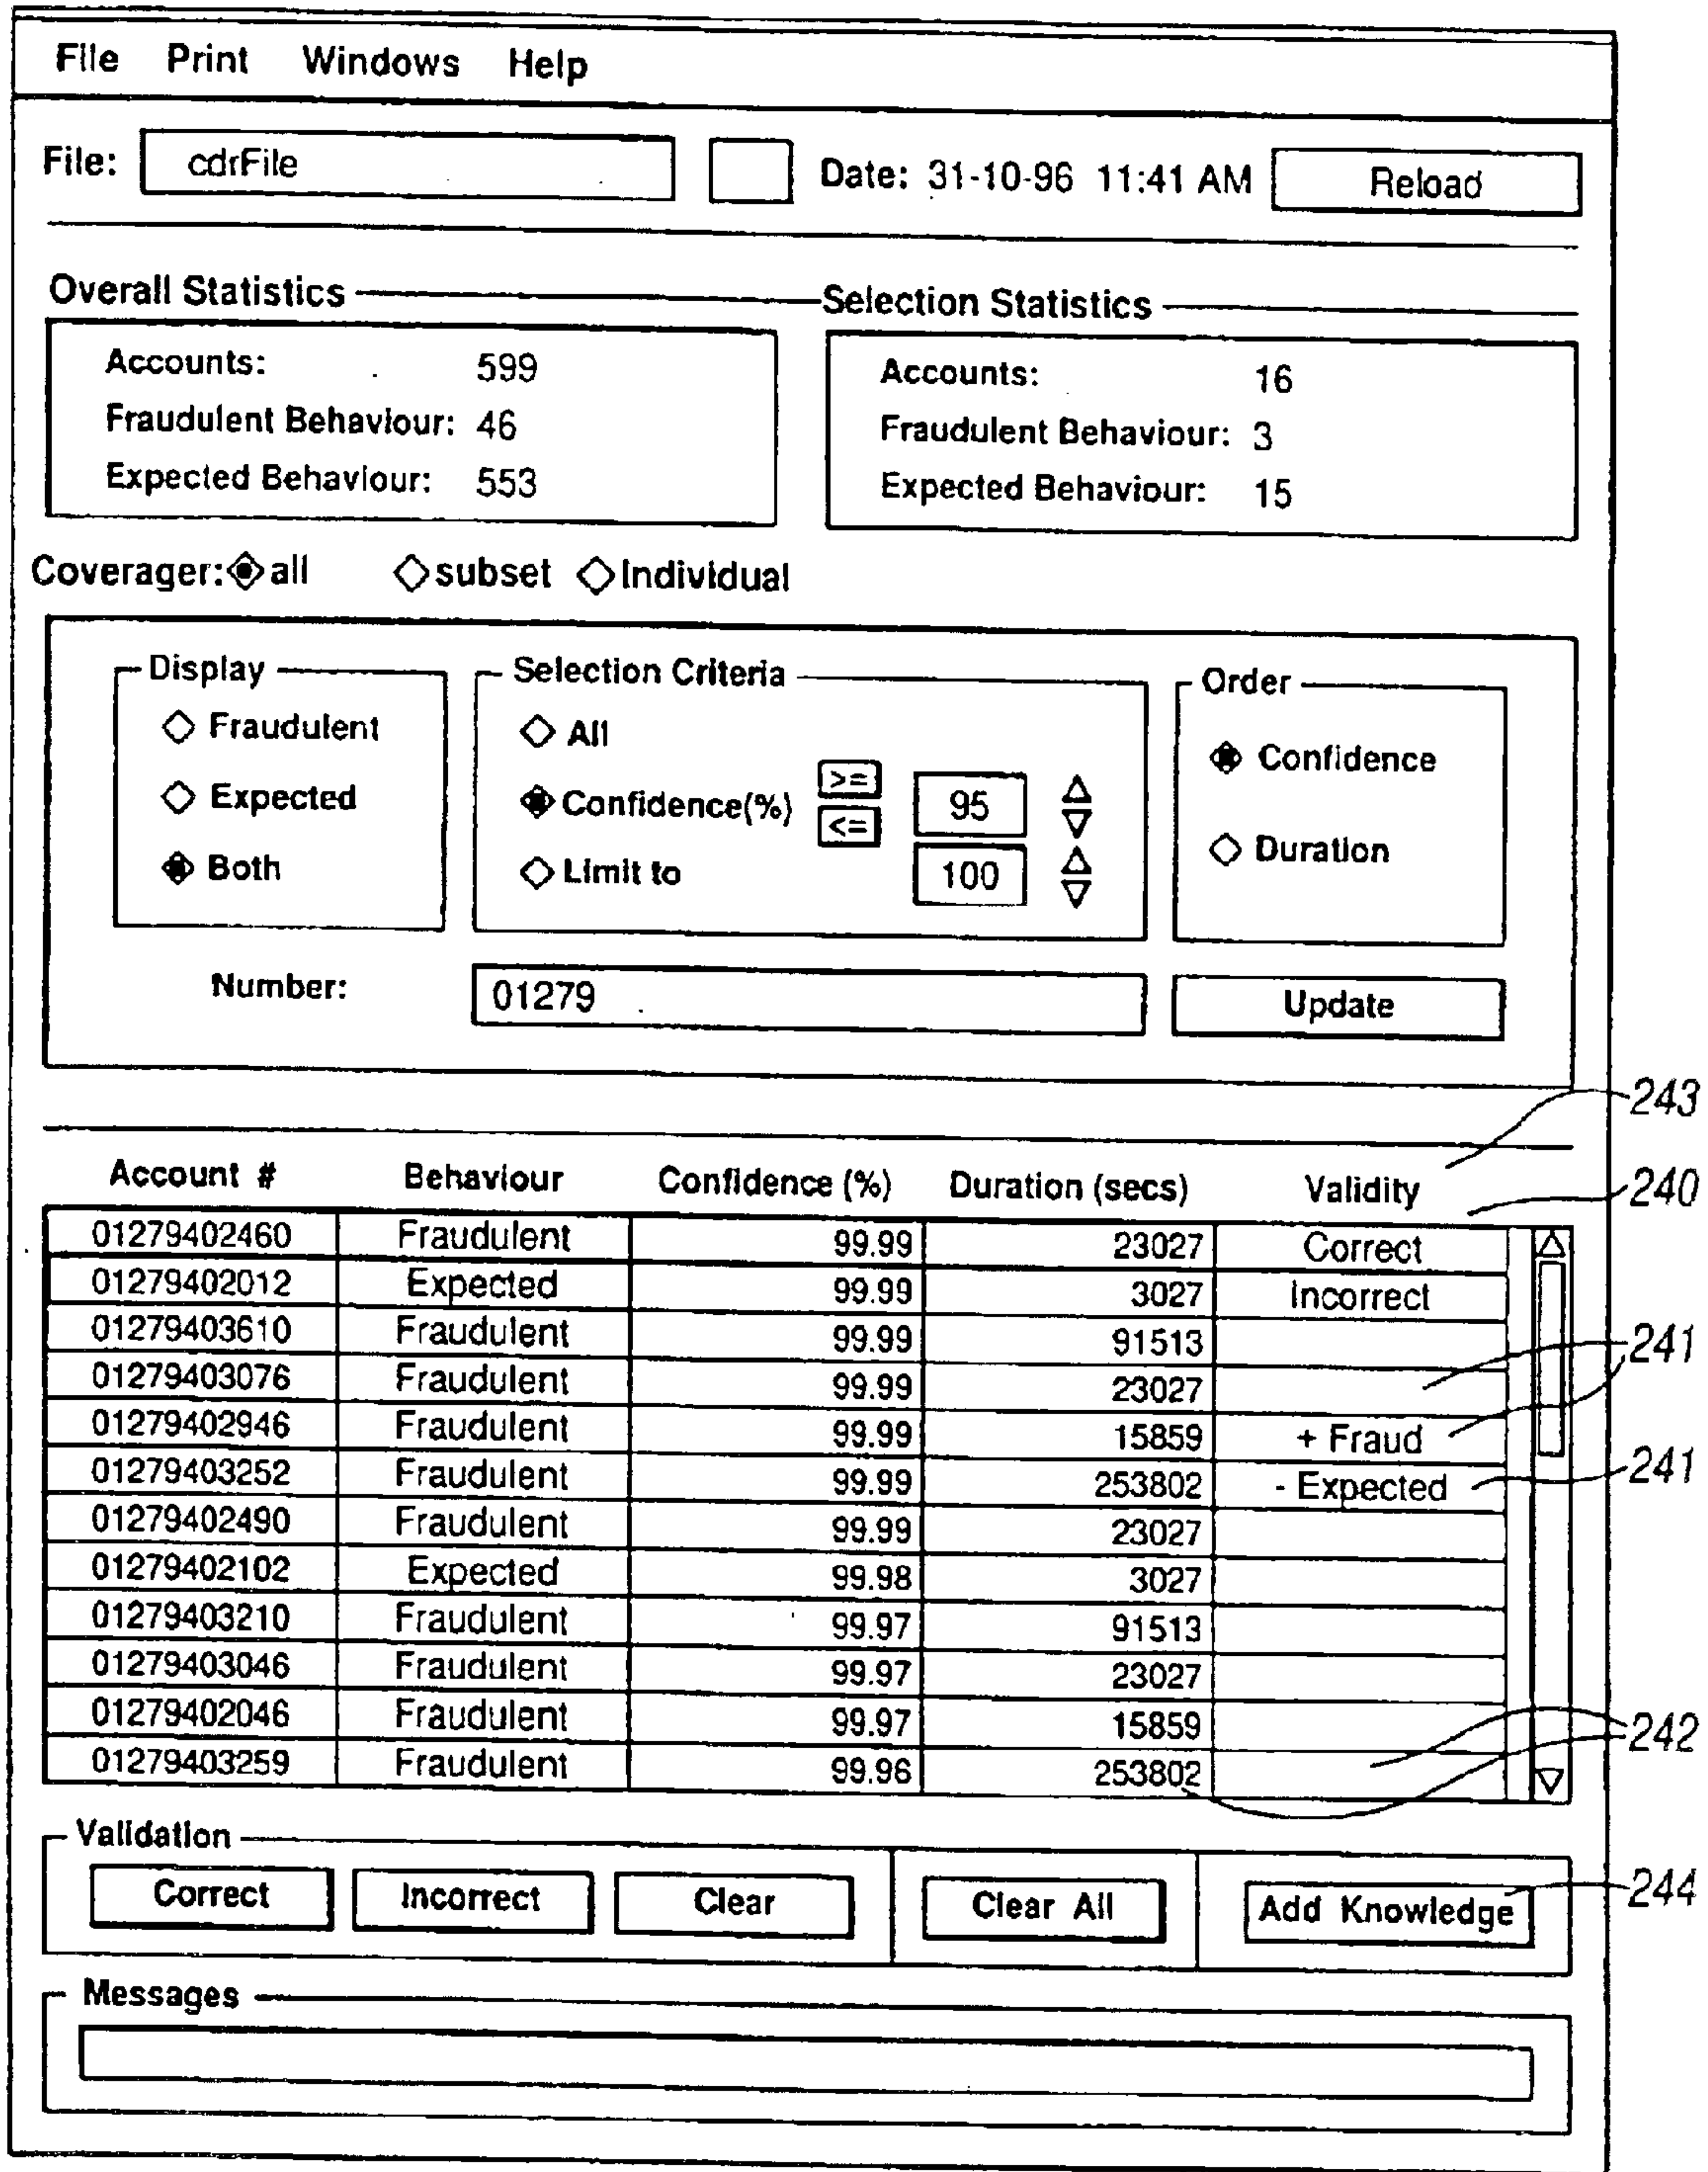 File Print Windows Help
File: cdrFile Date: 31-10-96 11:41 AM Reload
Overall Statistics Selection Statistics
Accounts: 599 Accounts: 16
Fraudulent Behaviour: 46 Fraudulent Behaviour: 3
Expected Behaviour: 553 Expected Behaviour: 15
Coverager: all subset Individual
Display Selection Criteria Order
Fraudulent All
Confidence
Expected Confidence(%) >= <= 95
Both Limit to 100 Duration
Number: 01279 Update
243
Account # Behaviour Confidence (%) Duration (secs) Validity 240
01279402460 Fraudulent 99.99 23027 Correct
01279402012 Expected 99.99 3027 Incorrect
01279403610 Fraudulent 99.99 91513 241
01279403076 Fraudulent 99.99 23027
01279402946 Fraudulent 99.99 15859 + Fraud
01279403252 Fraudulent 99.99 253802 - Expected 241
01279402490 Fraudulent 99.99 23027
01279402102 Expected 99.98 3027
01279403210 Fraudulent 99.97 91513
01279403046 Fraudulent 99.97 23027
01279402046 Fraudulent 99.97 15859 242
01279403259 Fraudulent 99.96 253802
Validation
Correct Incorrect Clear Clear All Add Knowledge 244
Messages